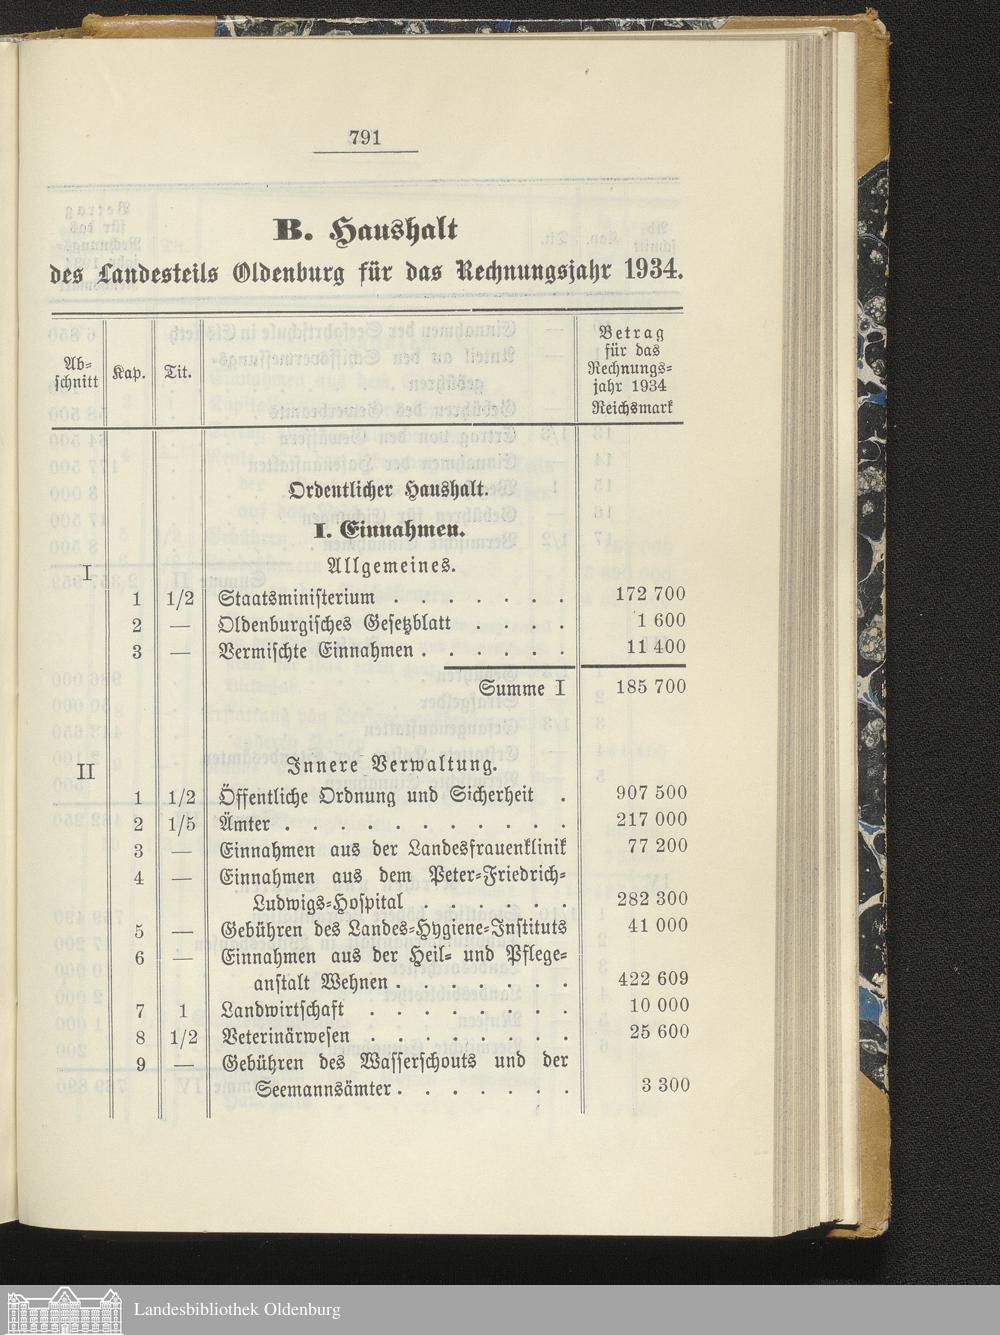 791
B. Haushalt
des Landesteils Oldenburg für das Rechnungsjahr 1934.
Ab=
schnitt
Kap.
Tit.
Betrag
für das
Rechnungs=
jahr 1934
Reichsmark
Ordentlicher Haushalt.
I. Einnahmen.
I Allgemeines.
1 1/2 Staatsministerium . . . . . . . 172 700
2 — Oldenburgisches Gesetzblatt . . . . 1 600
3 — Vermischte Einnahmen . . . . . . 11 400
Summe I 185 700
II Innere Verwaltung.
1 1/2 Öffentliche Ordnung und Sicherheit . 907 500
2 1/5 Ämter . . . . . . . . . . . 217 000
3 — Einnahmen aus der Landesfrauenklinik 77 200
4 — Einnahmen aus dem Peter=Friedrich=
Ludwigs=Hospital . . . . . . 282 300
5 — Gebühren des Landes=Hygiene=Instituts 41 000
6 — Einnahmen aus der Heil= und Pflege=
anstalt Wehnen . . . . . . . 422 609
7 1 Landwirtschaft . . . . . . . . 10 000
8 1/2 Veterinärwesen . . . . . . . . 25 600
9 — Gebühren des Wasserschouts und der
Seemannsämter . . . . . . . 3 300
Landesbibliothek Oldenburg